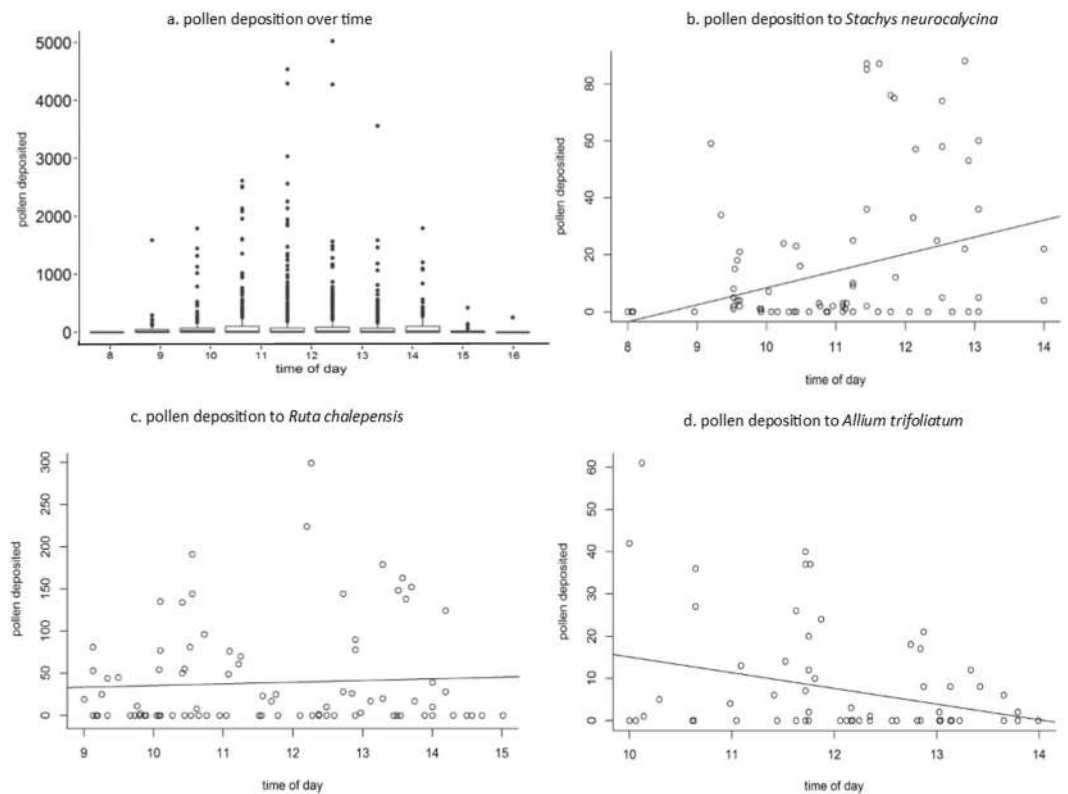 a. pollen deposition over time
pollen deposited
5000
4000
3000
2000
1000
0
8 9 10 11 12 13 14 15 16
time of day
b. pollen deposition to Stachys neurocalycina
pollen depositied
80
60
40
20
0
8 9 10 11 12 13 14
time of day
c. pollen deposition to Ruta chalepensis
pollen deposited
300
250
200
150
100
50
0
9 10 11 12 13 14 15
time of day
d. pollen deposition to Allium trifoliatum
pollen deposited
60
50
40
30
20
10
0
10 11 12 13 14
time of day